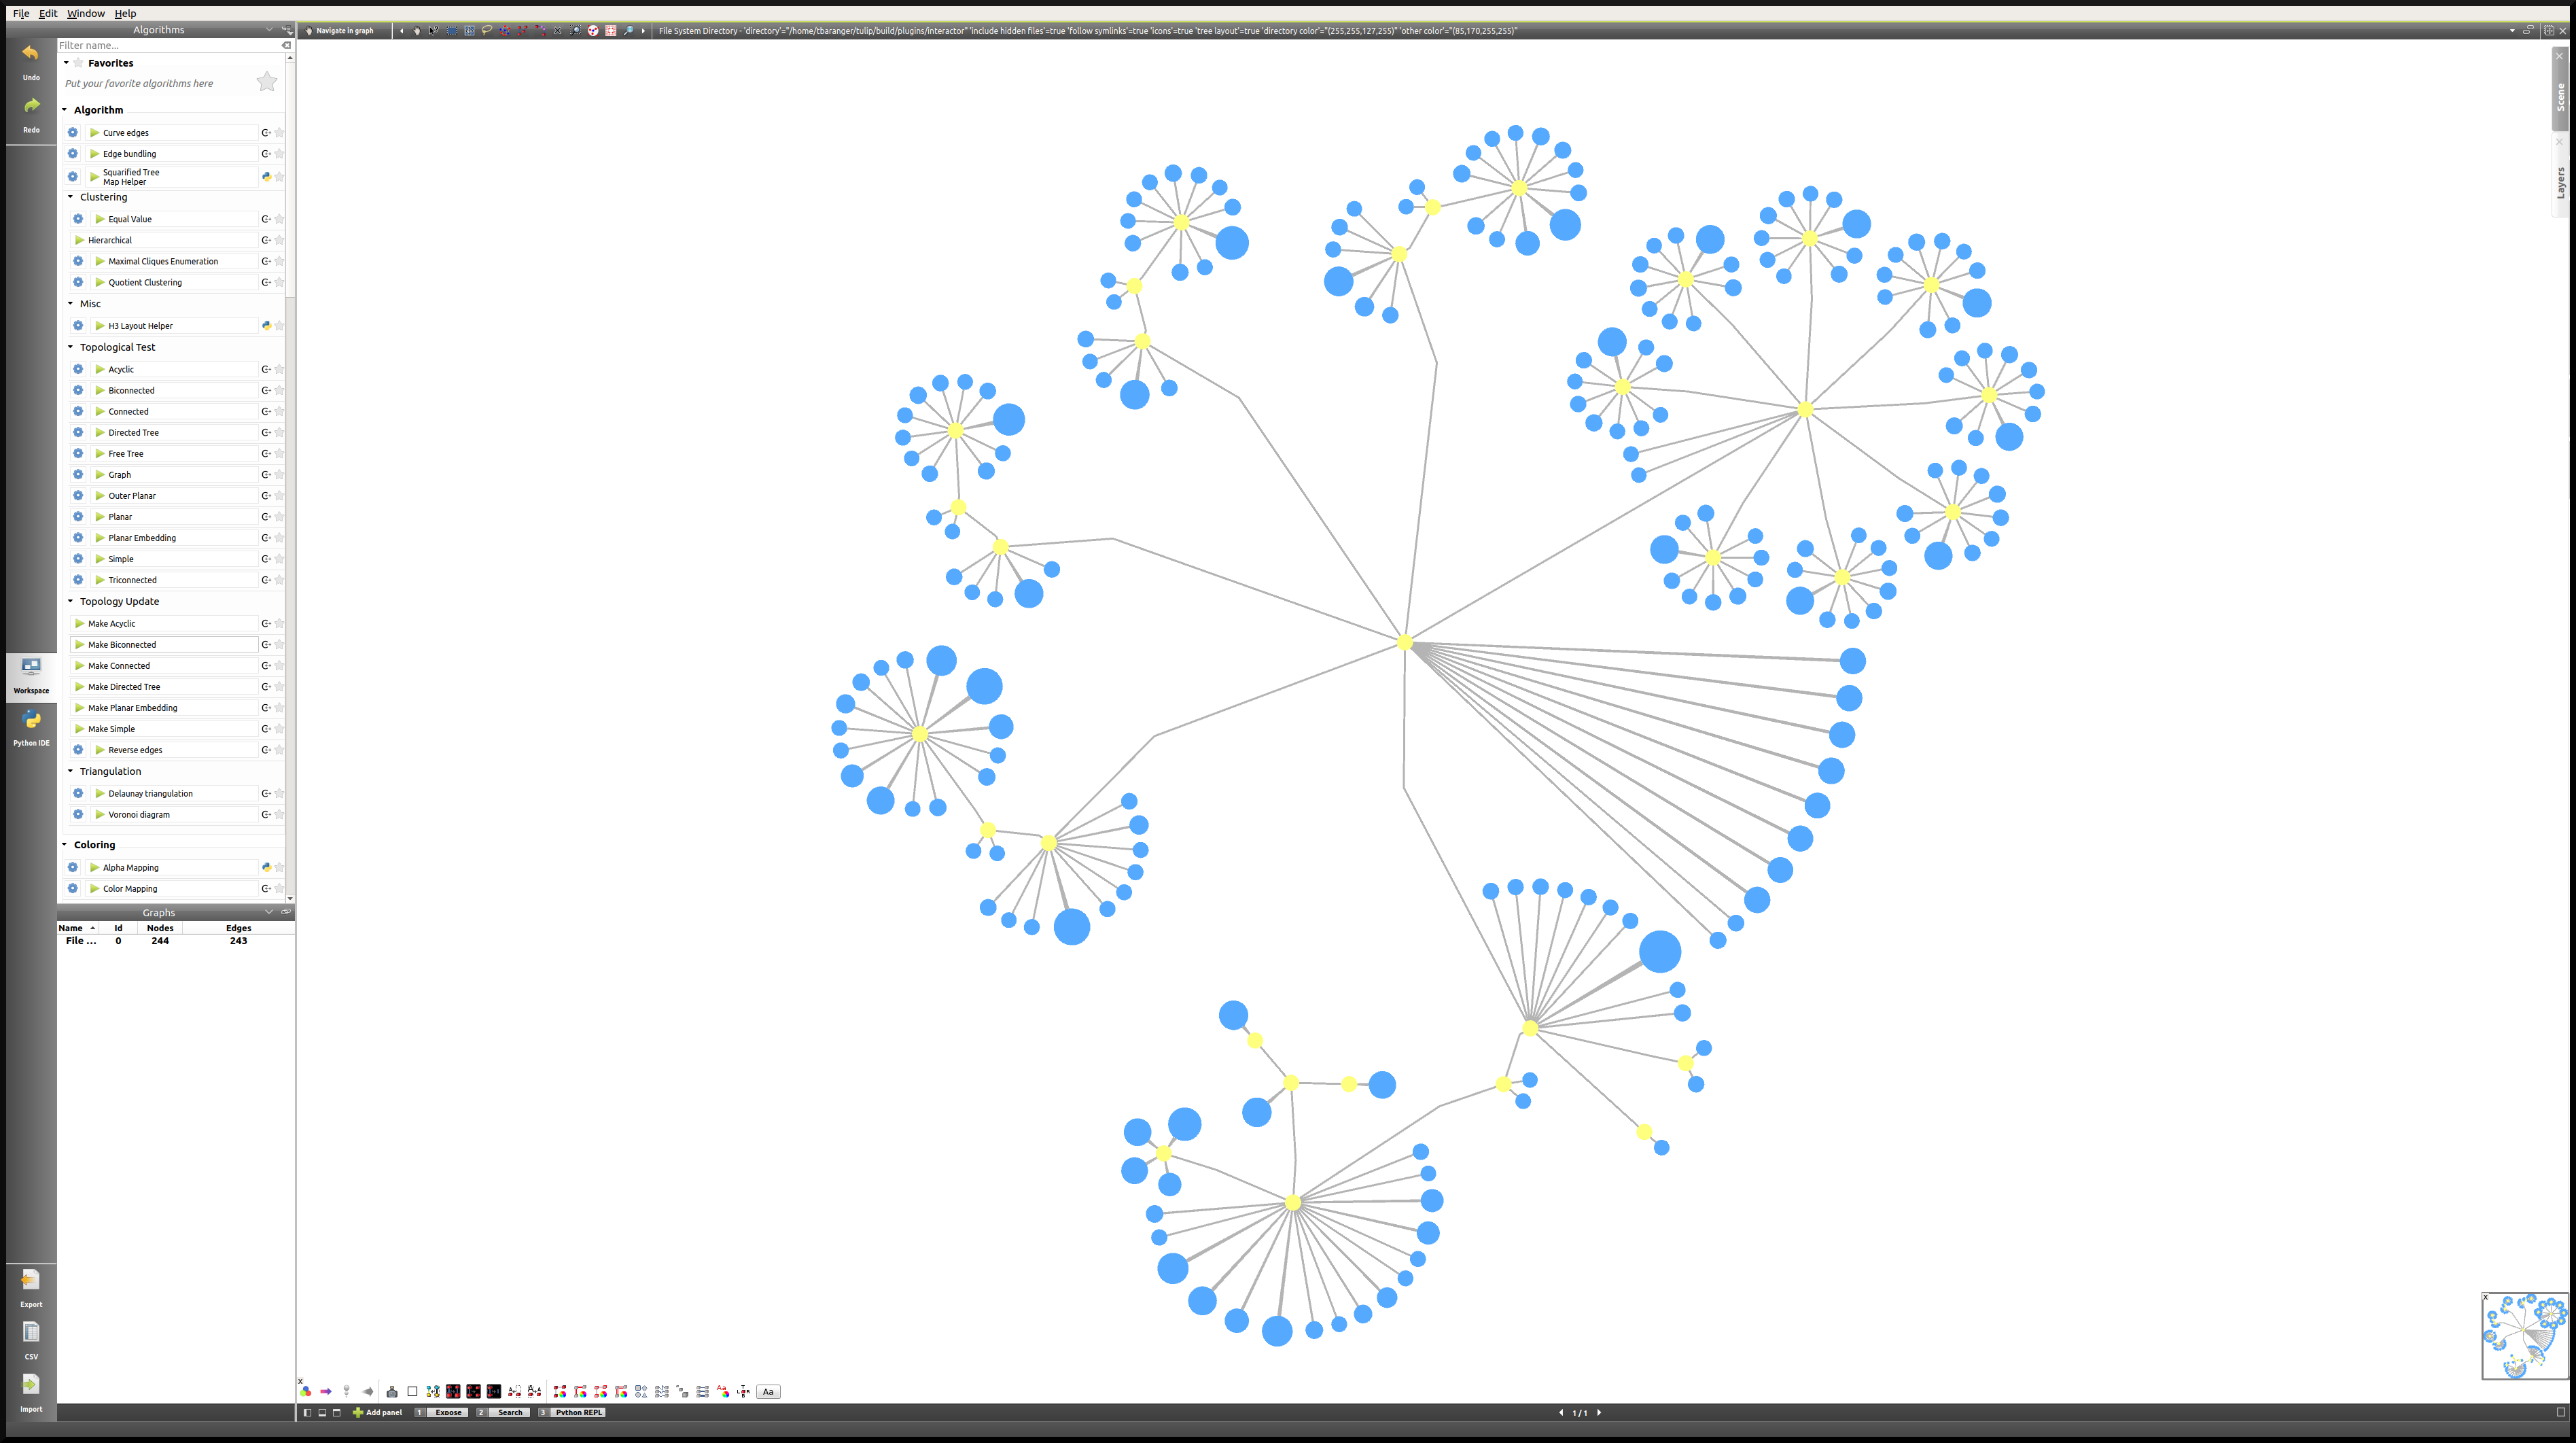 File Edit Window Help
Algorithms
Navigate in graph
File System Directory - 'directory'="/home/tbaranger/tulip/build/plugins/interactor" 'include hidden files'=true 'follow symlinks'=true 'icons'=true 'tree layout'=true 'directory color'="(255,255,127,255)" 'other color'="(85,170,255,255)"
Filter name...
Undo
Redo
Favorites
Put your favorite algorithms here
Algorithm
Curve edges
Edge bundling
Squarified Tree
Map Helper
Clustering
Equal Value
Hierarchical
Maximal Cliques Enumeration
Quotient Clustering
Misc
H3 Layout Helper
Topological Test
Acyclic
Biconnected
Connected
Directed Tree
Free Tree
Graph
Outer Planar
Planar
Planar Embedding
Simple
Triconnected
Topology Update
Make Acyclic
Make Biconnected
Make Connected
Make Directed Tree
Make Planar Embedding
Make Simple
Reverse edges
Triangulation
Delaunay triangulation
Voronoi diagram
Coloring
Alpha Mapping
Color Mapping
Workspace
Python IDE
Graphs
Name Id Nodes Edges
File ... 0 244 243
Export
CSV
Import
Scene
Layers
X
X
Aa
Add panel 1 Expose 2 Search 3 Python REPL
1 / 1